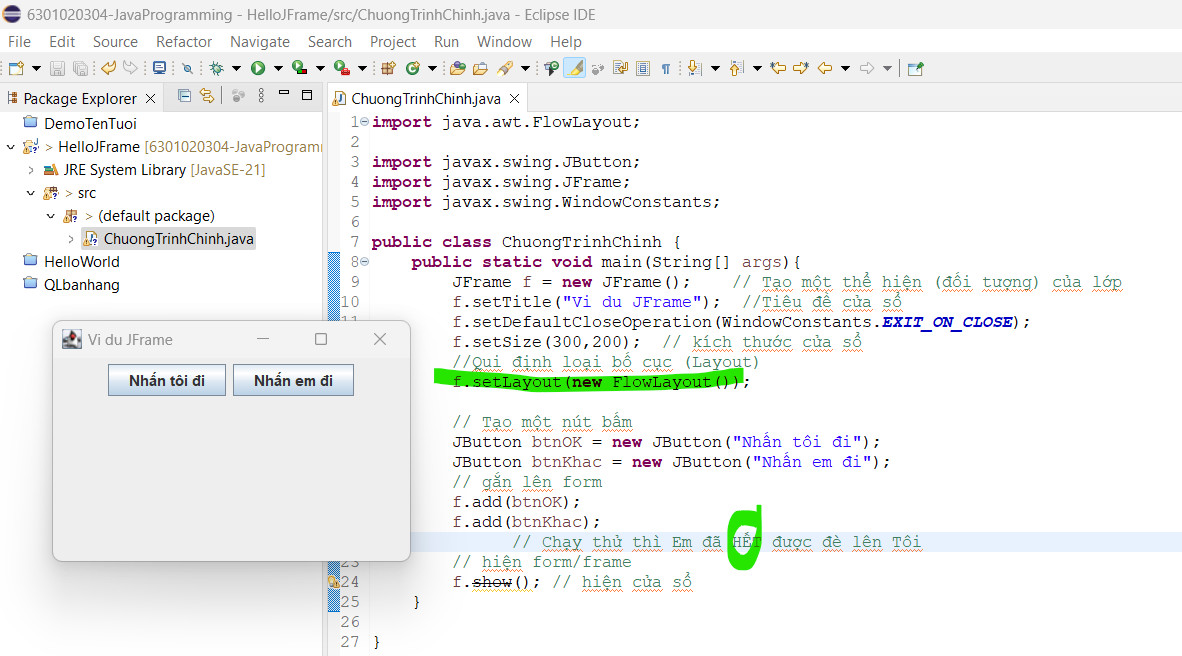 6301020304-JavaProgramming - HelloJFrame/src/ChuongTrinhChinh.java - Eclipse IDE
File Edit Source Refactor Navigate Search Project Run Window Help
Package Explorer
DemoTenTuoi
> HelloJFrame [6301020304-JavaProgramm
JRE System Library [JavaSE-21]
> src
> (default package)
ChuongTrinhChinh.java
HelloWorld
QLbanhang
Vi du JFrame
Nhấn tôi đi Nhấn em đi
ChuongTrinhChinh.java
1 import java.awt.FlowLayout;
2
3 import javax.swing.JButton;
4 import javax.swing.JFrame;
5 import javax.swing.WindowConstants;
6
7 public class ChuongTrinhChinh {
8 public static void main(String[] args){
9 JFrame f = new JFrame(); // Tạo một thể hiện (đối tượng) của lớp
10 f.setTitle("Vi du JFrame"); //Tiêu đề cửa sổ
11 f.setDefaultCloseOperation(WindowConstants.EXIT_ON_CLOSE);
f.setSize(300,200); // kích thước cửa sổ
//Qui định loại bố cục (Layout)
f.setLayout(new FlowLayout());
// Tạo một nút bấm
JButton btnOK = new JButton("Nhấn tôi đi");
JButton btnKhac = new JButton("Nhấn em đi");
// gắn lên form
f.add(btnOK);
f.add(btnKhac);
// Chạy thử thì Em đã HẾT được đè lên Tôi
23 // hiện form/frame
24 f.show(); // hiện cửa sổ
25 }
26
27 }